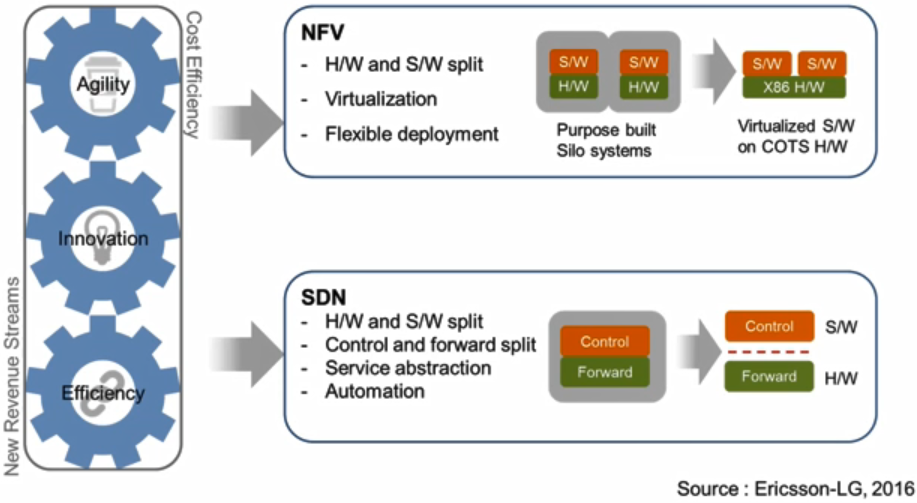 Cost Efficiency
Agility
Innovation
Efficiency
New Revenue Streams
NFV
- H/W and S/W split
- Virtualization
- Flexible deployment
S/W
S/W
H/W
H/W
Purpose built
Silo systems
S/W
S/W
X86 H/W
Virtualized S/W
on COTS H/W
SDN
- H/W and S/W split
- Control and forward split
- Service abstraction
- Automation
Control
Forward
Control
S/W
Forward
H/W
Source : Ericsson-LG, 2016